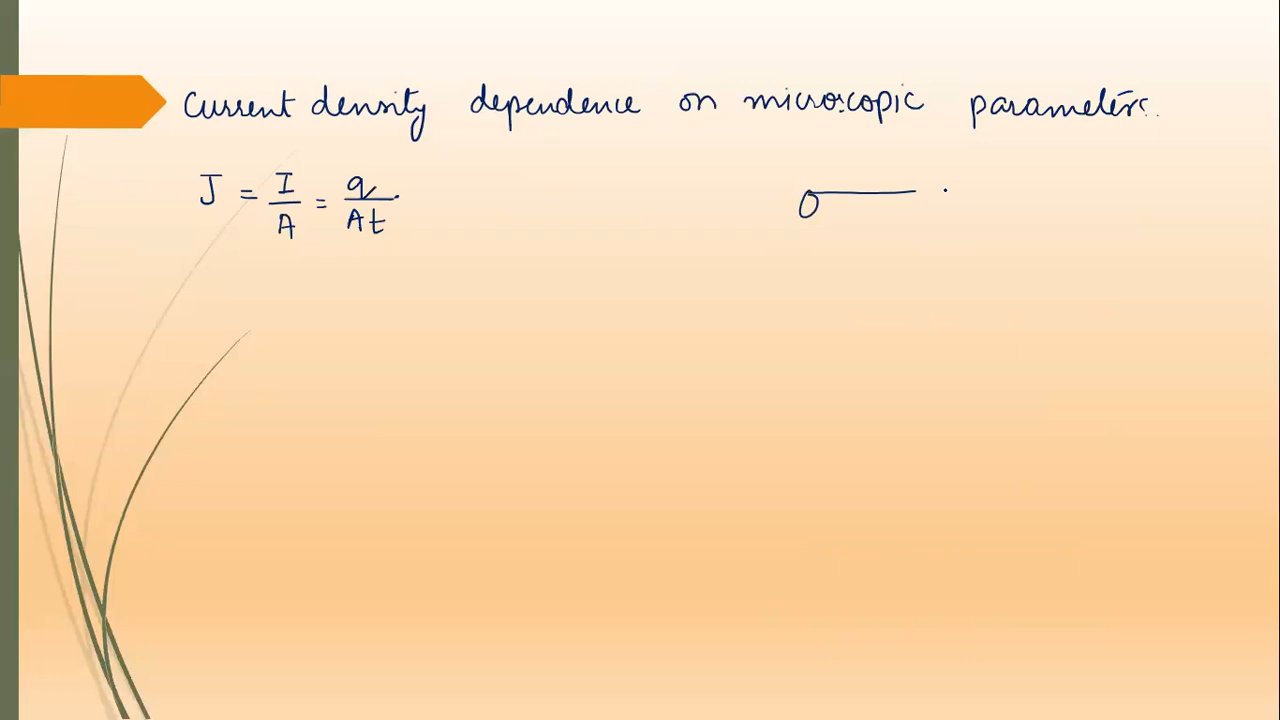 Current density dependence on microscopic parameters.
J = I/A = q/At